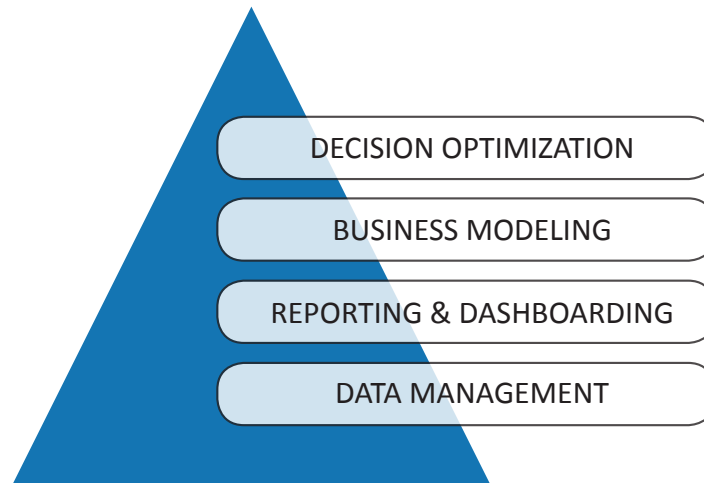 DECISION OPTIMIZATION
BUSINESS MODELING
REPORTING & DASHBOARDING
DATA MANAGEMENT